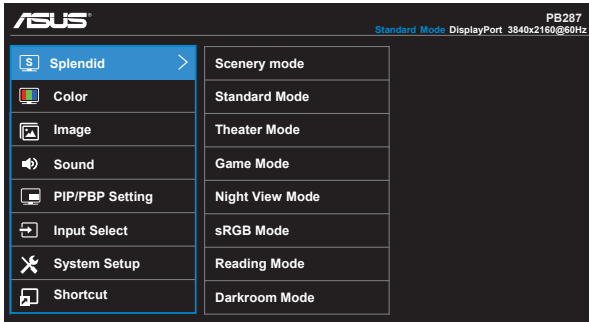 ASUS
PB287
Standard Mode DisplayPort 3840x2160@60Hz
S Splendid
Color
Image
Sound
PIP/PBP Setting
Input Select
System Setup
Shortcut
Scenery mode
Standard Mode
Theater Mode
Game Mode
Night View Mode
sRGB Mode
Reading Mode
Darkroom Mode